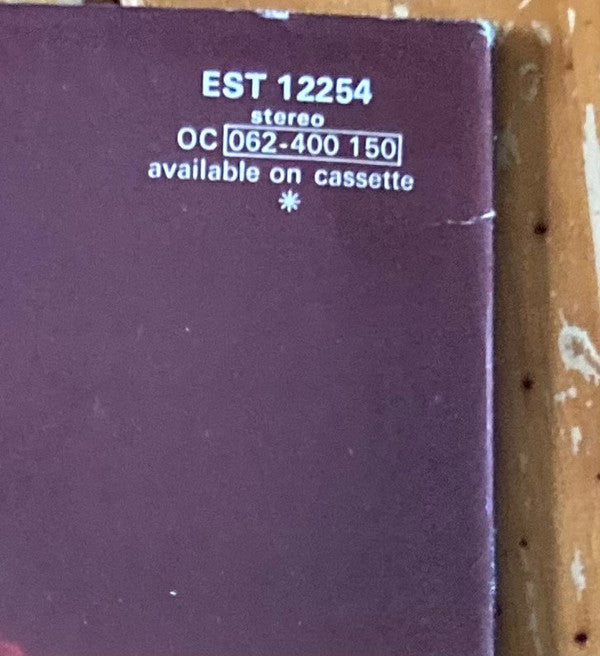 EST 12254
stereo
OC 062-400 150
available on cassette
*